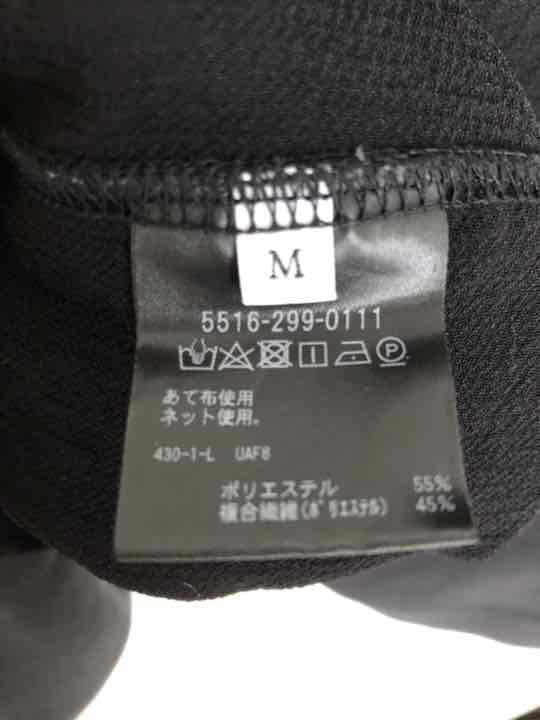 M
5516-299-0111
P
あて布使用
ネット使用。
430-1-L UAF8
ポリエステル 55%
複合繊維(ポリエステル) 45%